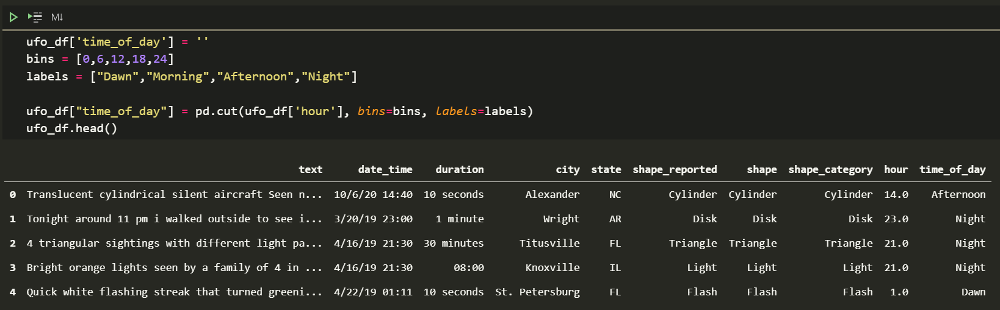 M↓
ufo_df['time_of_day'] = ''
bins = [0,6,12,18,24]
labels = ["Dawn","Morning","Afternoon","Night"]
ufo_df["time_of_day"] = pd.cut(ufo_df['hour'], bins=bins, labels=labels)
ufo_df.head()
text date_time duration city state shape_reported shape shape_category hour time_of_day
0 Translucent cylindrical silent aircraft Seen n... 10/6/20 14:40 10 seconds Alexander NC Cylinder Cylinder Cylinder 14.0 Afternoon
1 Tonight around 11 pm i walked outside to see i... 3/20/19 23:00 1 minute Wright AR Disk Disk Disk 23.0 Night
2 4 triangular sightings with different light pa... 4/16/19 21:30 30 minutes Titusville FL Triangle Triangle Triangle 21.0 Night
3 Bright orange lights seen by a family of 4 in ... 4/16/19 21:30 08:00 Knoxville IL Light Light Light 21.0 Night
4 Quick white flashing streak that turned greeni... 4/22/19 01:11 10 seconds St. Petersburg FL Flash Flash Flash 1.0 Dawn